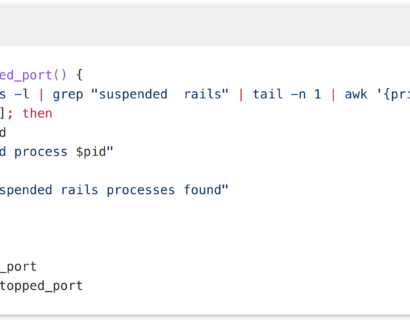 ed_port() {
s -l | grep "suspended  rails" | tail -n 1 | awk '{pri
]; then
d
d process $pid"
spended rails processes found"
_port
topped_port